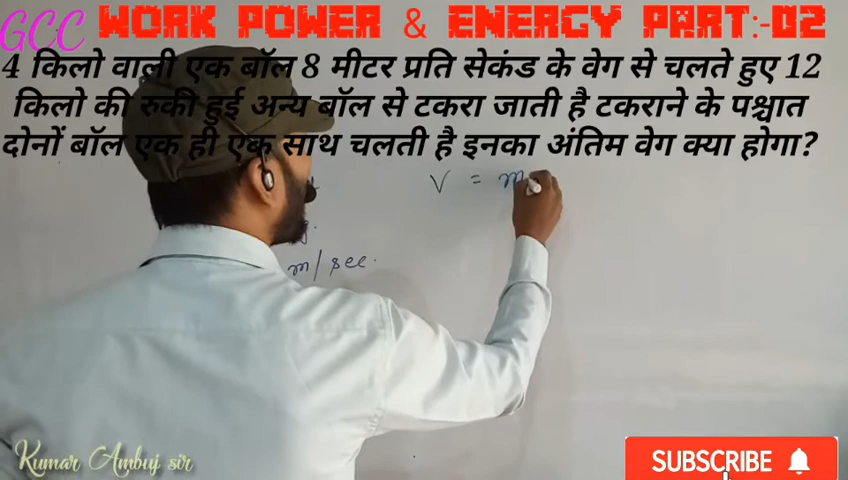 GCC WORK POWER & ENERGY PART:-02
4 किलो वाली एक बॉल 8 मीटर प्रति सेकंड के वेग से चलते हुए 12
किलो की रुकी हुई अन्य बॉल से टकरा जाती है टकराने के पश्चात
दोनों बॉल एक ही एक साथ चलती है इनका अंतिम वेग क्या होगा?
V = m
m/sec.
Kumar Ambuj sir
SUBSCRIBE